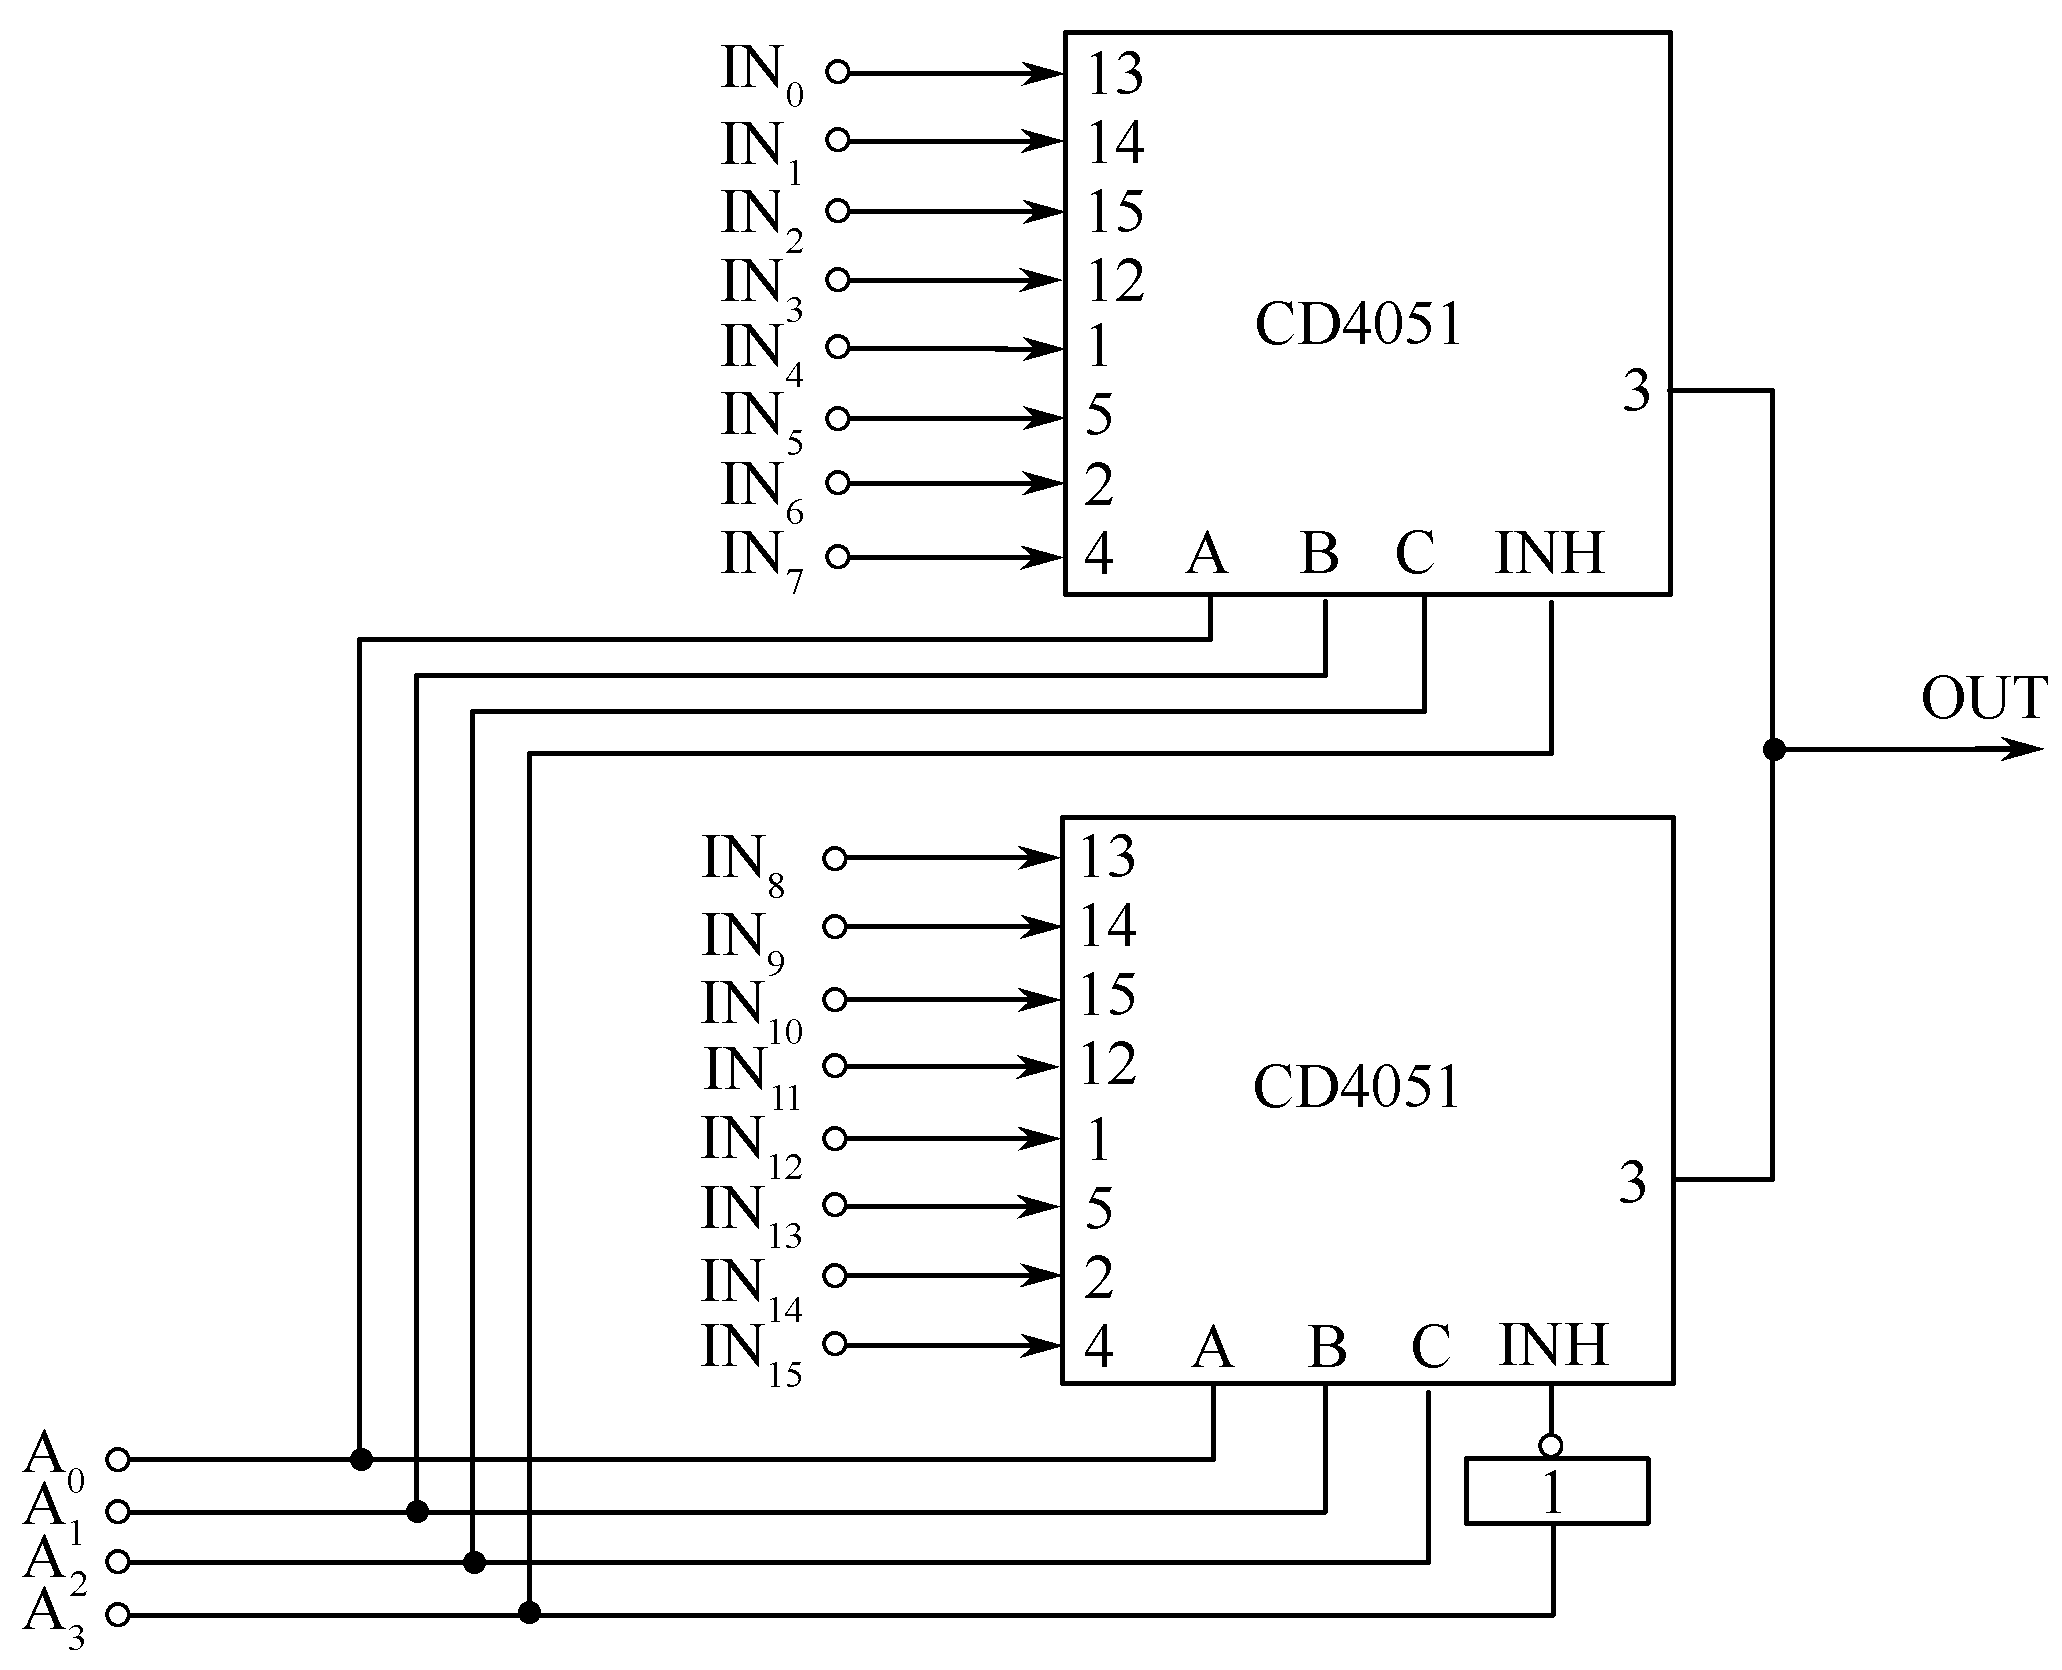 IN0 13
IN1 14
IN2 15
IN3 12
CD4051
IN4 1
3
IN5 5
IN6 2
IN7 4 A B C INH
OUT
IN8 13
IN9 14
IN10 15
IN11 12
CD4051
IN12 1
3
IN13 5
IN14 2
IN15 4 A B C INH
A0
1
A1
A2
A3